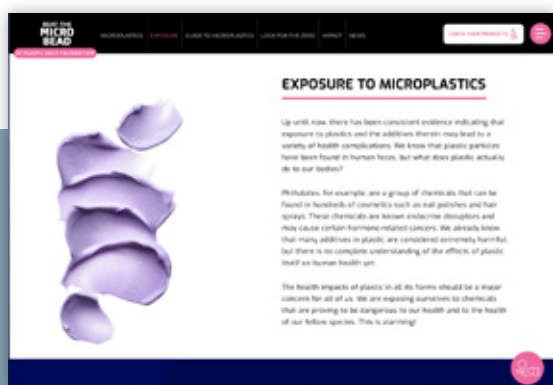 BEAT THE
MICRO
BEAD
BY PLASTIC SOUP FOUNDATION
MICROPLASTICS
EXPOSURE
GUIDE TO MICROPLASTICS
LOOK FOR THE ZERO
IMPACT
NEWS
CHECK YOUR PRODUCTS
EXPOSURE TO MICROPLASTICS
Up until now, there has been consistent evidence indicating that
exposure to plastics and the additives therein may lead to a
variety of health complications. We know that plastic particles
have been found in human feces, but what does plastic actually
do to our bodies?
Phthalates, for example, are a group of chemicals that can be
found in hundreds of cosmetics such as nail polishes and hair
sprays. These chemicals are known endocrine disruptors and
may cause certain hormone-related cancers. We already know
that many additives in plastic are considered extremely harmful,
but there is no complete understanding of the effects of plastic
itself on human health yet.
The health impacts of plastic in all its forms should be a major
concern for all of us. We are exposing ourselves to chemicals
that are proving to be dangerous to our health and to the health
of our fellow species. This is alarming!